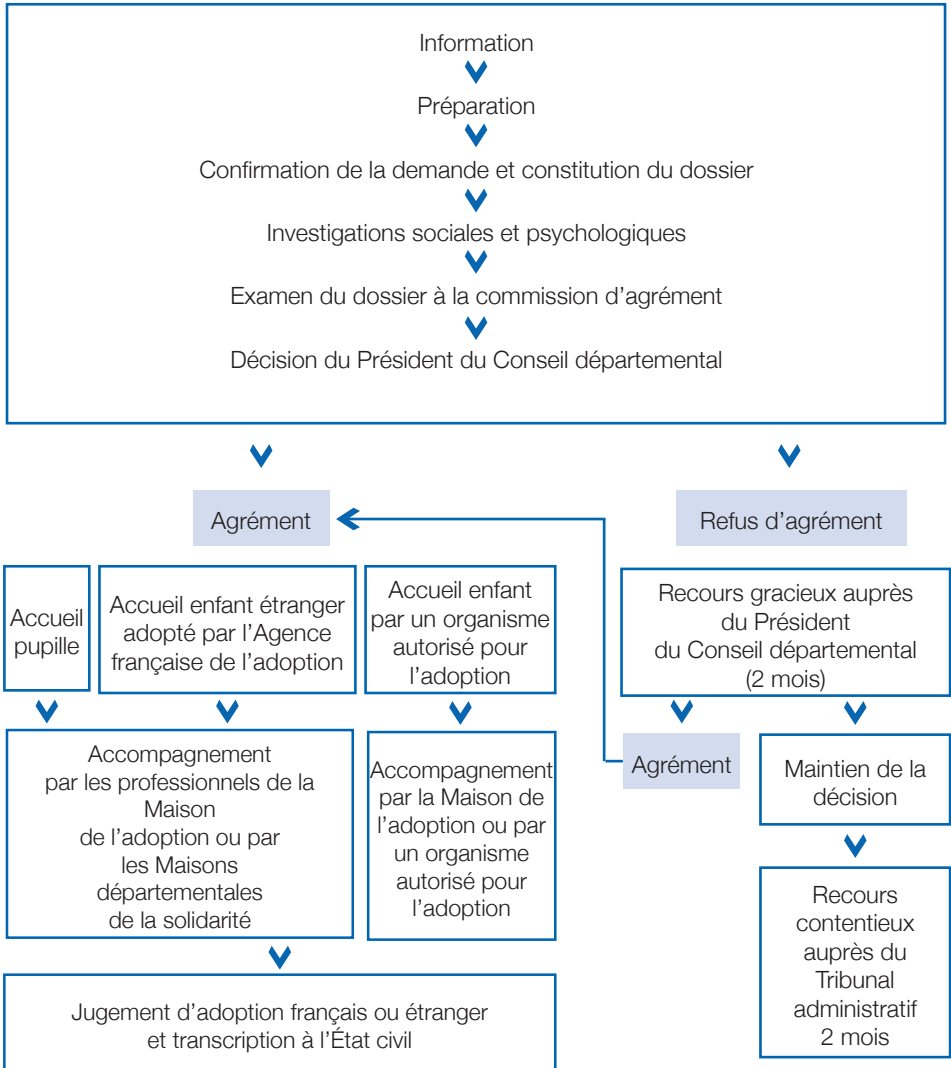 Information
Préparation
Confirmation de la demande et constitution du dossier
Investigations sociales et psychologiques
Examen du dossier à la commission d’agrément
Décision du Président du Conseil départemental
Agrément
Refus d’agrément
Accueil
pupille
Accueil enfant étranger
adopté par l’Agence
française de l’adoption
Accueil enfant
par un organisme
autorisé pour
l’adoption
Recours gracieux auprès
du Président
du Conseil départemental
(2 mois)
Accompagnement
par les professionnels de la
Maison
de l’adoption ou par
les Maisons
départementales
de la solidarité
Accompagnement
par la Maison de
l’adoption ou par
un organisme
autorisé pour
l’adoption
Agrément
Maintien de la
décision
Recours
contentieux
auprès du
Tribunal
administratif
2 mois
Jugement d’adoption français ou étranger
et transcription à l’État civil